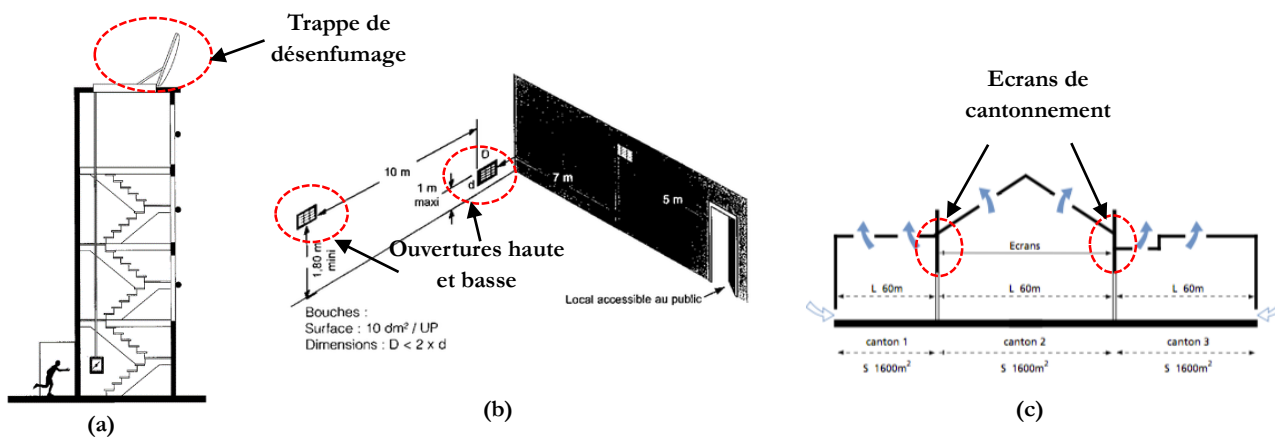 Trappe de
désenfumage
(a)
10 m
D
d
1 m
maxi
1,80 m
mini
Ouvertures haute
et basse
7 m
5 m
Local accessible au public
Bouches :
Surface : 10 dm² / UP
Dimensions : D < 2 x d
(b)
Ecrans de
cantonnement
Ecrans
L 60m L 60m L 60m
canton 1 canton 2 canton 3
S 1600m² S 1600m² S 1600m²
(c)